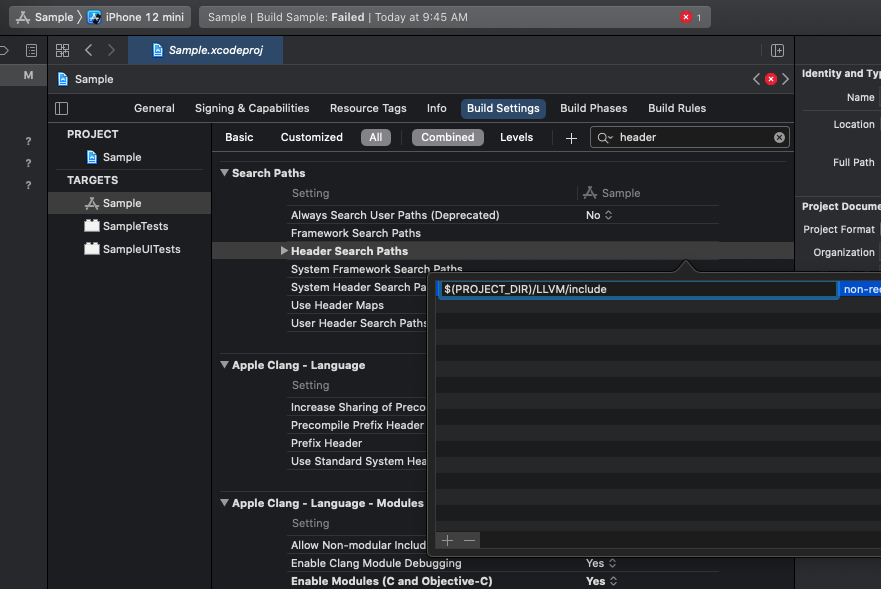 Sample iPhone 12 mini Sample | Build Sample: Failed | Today at 9:45 AM 1
Sample.xcodeproj
M Sample Identity and Typ
Name
General Signing & Capabilities Resource Tags Info Build Settings Build Phases Build Rules
Location
PROJECT Basic Customized All Combined Levels header
? Sample
? Full Path
TARGETS Search Paths
? Sample Setting Sample
Project Docume
SampleTests Always Search User Paths (Deprecated) No
Framework Search Paths Project Format
SampleUITests Header Search Paths Organization
System Framework Search Paths
System Header Search Pa $(PROJECT_DIR)/LLVM/include non-rec
Use Header Maps
User Header Search Paths
Apple Clang - Language
Setting
Increase Sharing of Preco
Precompile Prefix Header
Prefix Header
Use Standard System Hea
Apple Clang - Language - Modules
Setting
Allow Non-modular Includ
Enable Clang Module Debugging Yes
Enable Modules (C and Objective-C) Yes